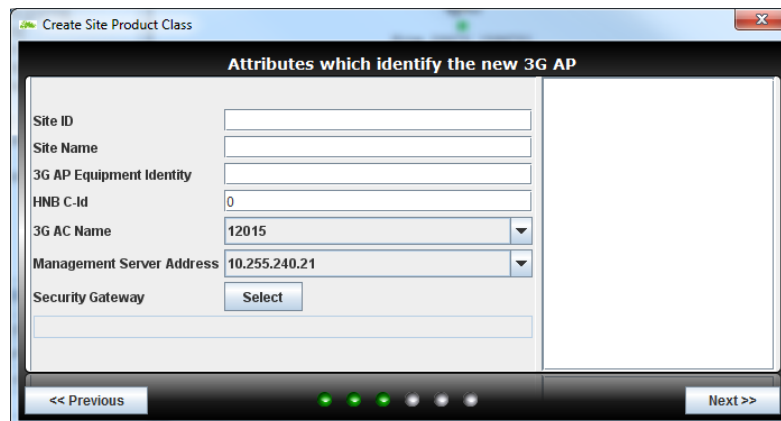 Create Site Product Class
Attributes which identify the new 3G AP
Site ID
Site Name
3G AP Equipment Identity
HNB C-Id 0
3G AC Name 12015
Management Server Address 10.255.240.21
Security Gateway Select
<< Previous Next >>